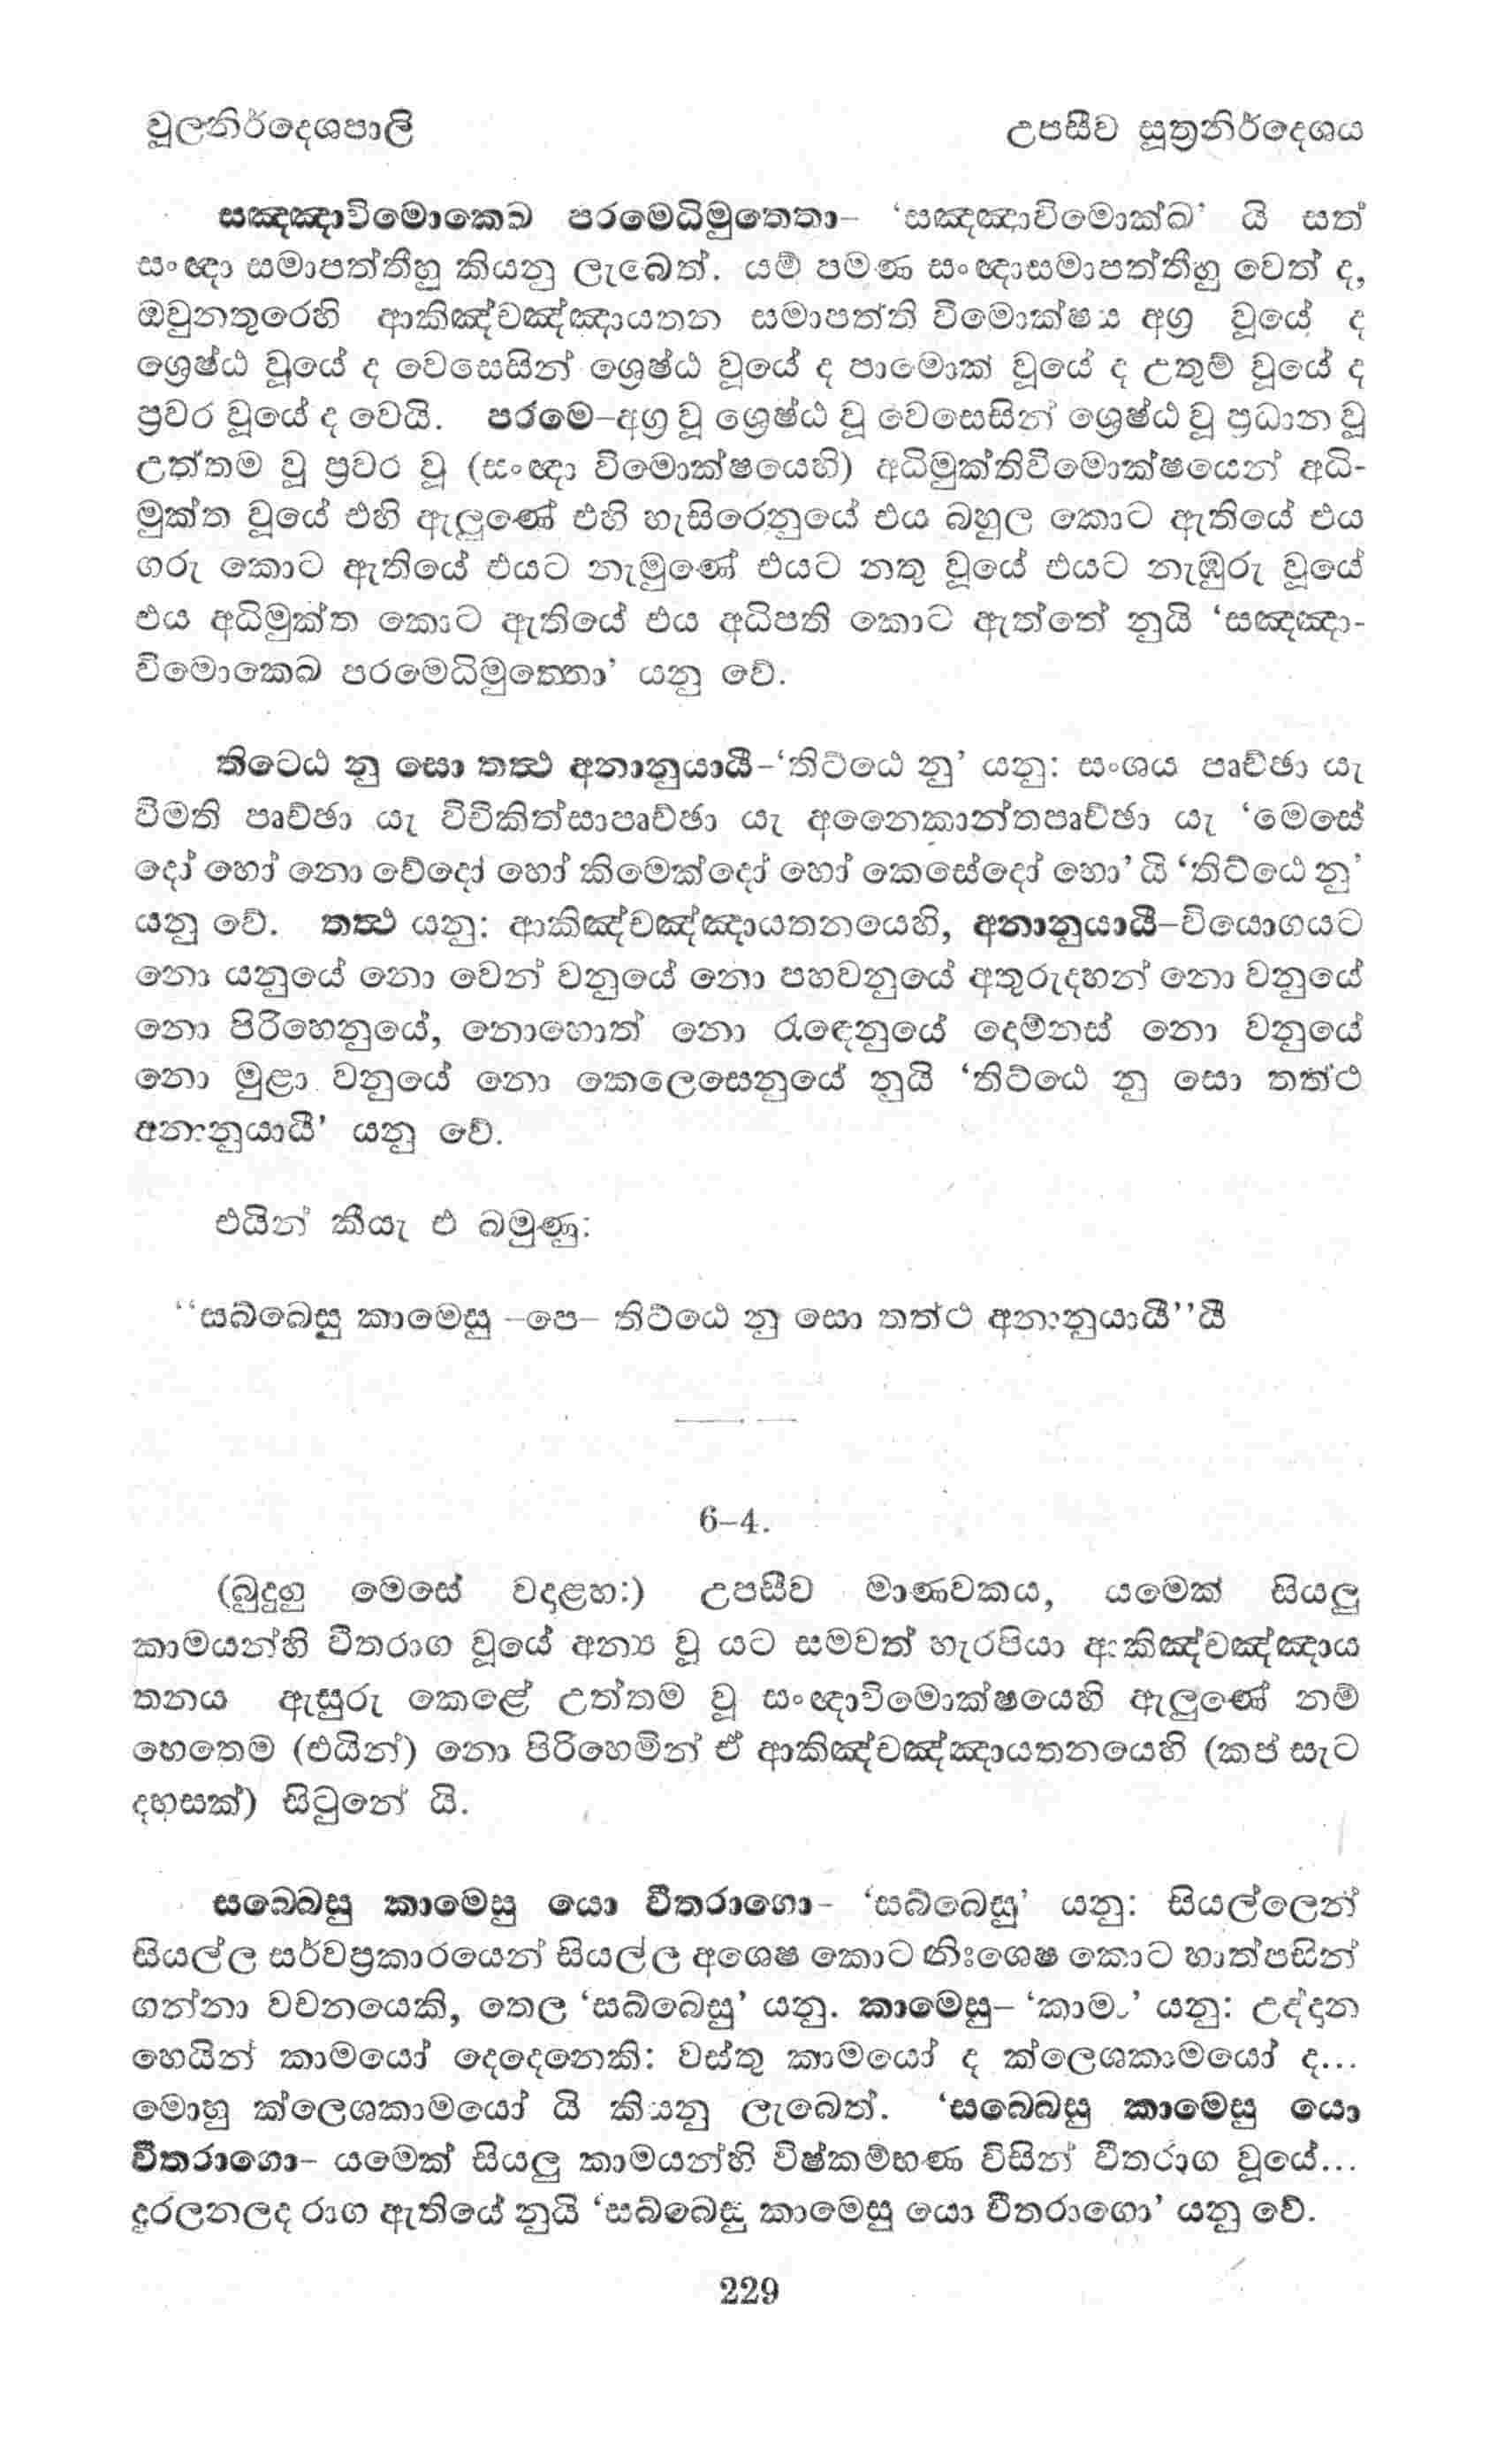 චූලනිර්දෙශපාලි උපසීව සූත්‍රනිර්දෙශය
සඤ්ඤාවිමොකෙඛ පරමෙධිමුතෙතා– ‘සඤ්ඤාවිමොක්ඛ’ යි සත්
සංඥා සමාපත්තීහු කියනු ලැබෙත්. යම් පමණ සංඥාසමාපත්තීහු වෙත් ද,
ඔවුනතුරෙහි ආකිඤ්චඤ්ඤායතන සමාපත්ති විමොක්ෂය අග්‍ර වූයේ ද
ශ්‍රෙෂ්ඨ වූයේ ද වෙසෙසින් ශ්‍රෙෂ්ඨ වූයේ ද පාමොක් වූයේ ද උතුම් වූයේ ද
ප්‍රවර වූයේ ද වෙයි. පරමෙ–අග්‍ර වූ ශ්‍රෙෂ්ඨ වූ වෙසෙසින් ශ්‍රෙෂ්ඨ වූ ප්‍රධාන වූ
උත්තම වූ ප්‍රවර වූ (සංඥා විමොක්ෂයෙහි) අධිමුක්තිවිමොක්ෂයෙන් අධි-
මුක්ත වූයේ එහි ඇලුණේ එහි හැසිරෙනුයේ එය බහුල කොට ඇතියේ එය
ගරු කොට ඇතියේ එයට නැමුණේ එයට නතු වූයේ එයට නැඹුරු වූයේ
එය අධිමුක්ත කොට ඇතියේ එය අධිපති කොට ඇත්තේ නුයි ‘සඤ්ඤා-
විමොකෙඛ පරමෙධිමුත්තො’ යනු වේ.
තිටෙඨ නු සො තත්‍ථ අනානුයායී–‘තිට්ඨෙ නු’ යනු: සංශය පෘච්ඡා යැ
විමති පෘච්ඡා යැ විචිකිත්සාපෘච්ඡා යැ අනෛකාන්තපෘච්ඡා යැ ‘මෙසේ
දෝ හෝ නො වේදෝ හෝ කිමෙක්දෝ හෝ කෙසේදෝ හො’ යි ‘තිට්ඨෙ නු’
යනු වේ. තත්‍ථ යනු: ආකිඤ්චඤ්ඤායතනයෙහි, අනානුයායී–වියොගයට
නො යනුයේ නො වෙන් වනුයේ නො පහවනුයේ අතුරුදහන් නො වනුයේ
නො පිරිහෙනුයේ, නොහොත් නො රැඳෙනුයේ දෙම්නස් නො වනුයේ
නො මුළා වනුයේ නො කෙලෙසෙනුයේ නුයි ‘තිට්ඨෙ නු සො තත්ථ
අනානුයායී’ යනු වේ.
එයින් කීයැ එ බමුණු:
“සබ්බෙසු කාමෙසු –පෙ– තිට්ඨෙ නු සො තත්ථ අනානුයායී”යී
6–4.
(බුදුහු මෙසේ වදාළහ:) උපසීව මාණවකය, යමෙක් සියලු
කාමයන්හි වීතරාග වූයේ අන්‍ය වූ යට සමවත් හැරපියා ආකිඤ්චඤ්ඤාය
තනය ඇසුරු කෙළේ උත්තම වූ සංඥාවිමොක්ෂයෙහි ඇලුණේ නම්
හෙතෙම (එයින්) නො පිරිහෙමින් ඒ ආකිඤ්චඤ්ඤායතනයෙහි (කප් සැට
දහසක්) සිටුනේ යි.
සබෙබසු කාමෙසු යො වීතරාගො– ‘සබ්බෙසු’ යනු: සියල්ලෙන්
සියල්ල සර්වප්‍රකාරයෙන් සියල්ල අශෙෂ කොට නිඃශෙෂ කොට හාත්පසින්
ගන්නා වචනයෙකි, තෙල ‘සබ්බෙසු’ යනු. කාමෙසු– ‘කාම’ යනු: උද්දාන
හෙයින් කාමයෝ දෙදෙනෙකි: වස්තු කාමයෝ ද ක්ලෙශකාමයෝ ද...
මොහු ක්ලෙශකාමයෝ යි කියනු ලැබෙත්. ‘සබෙබසු කාමෙසු යො
වීතරාගො– යමෙක් සියලු කාමයන්හි විෂ්කම්භණ විසින් වීතරාග වූයේ...
දුරලනලද රාග ඇතියේ නුයි ‘සබ්බෙසු කාමෙසු යො වීතරාගො’ යනු වේ.
229